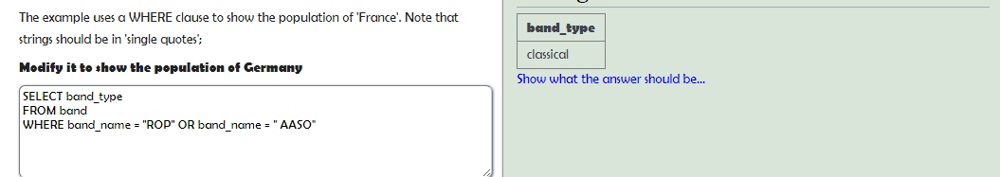 The example uses a WHERE clause to show the population of 'France'. Note that
strings should be in 'single quotes';
Modify it to show the population of Germany
SELECT band_type
FROM band
WHERE band_name = "ROP" OR band_name = " AASO"
band_type
classical
Show what the answer should be...